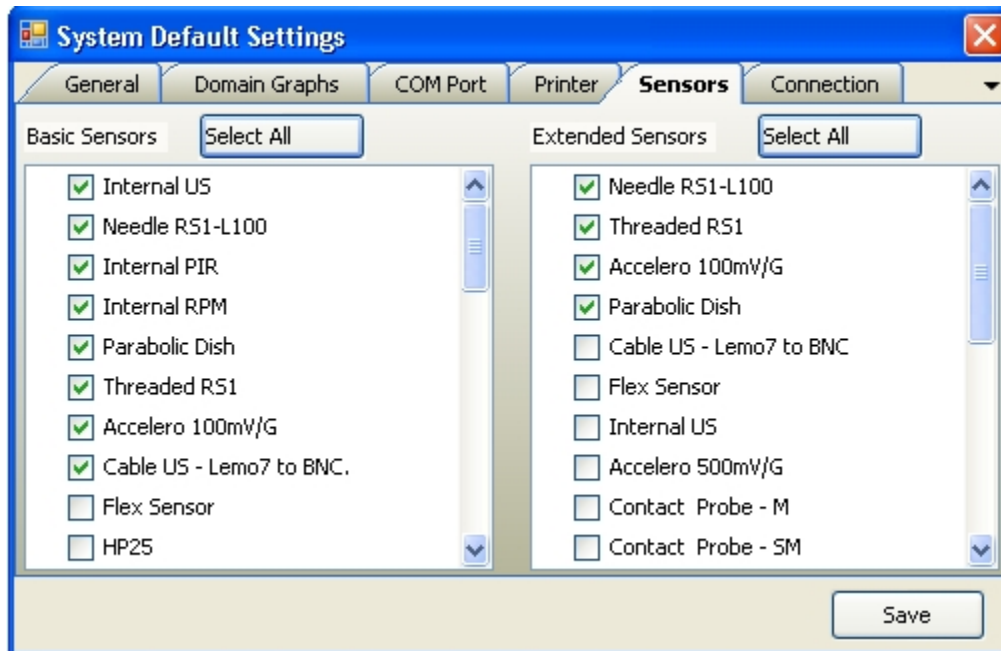 System Default Settings
General Domain Graphs COM Port Printer Sensors Connection
Basic Sensors Select All
Extended Sensors Select All
Internal US
Needle RS1-L100
Internal PIR
Internal RPM
Parabolic Dish
Threaded RS1
Accelero 100mV/G
Cable US - Lemo7 to BNC.
Flex Sensor
HP25
Needle RS1-L100
Threaded RS1
Accelero 100mV/G
Parabolic Dish
Cable US - Lemo7 to BNC
Flex Sensor
Internal US
Accelero 500mV/G
Contact  Probe - M
Contact  Probe - SM
Save